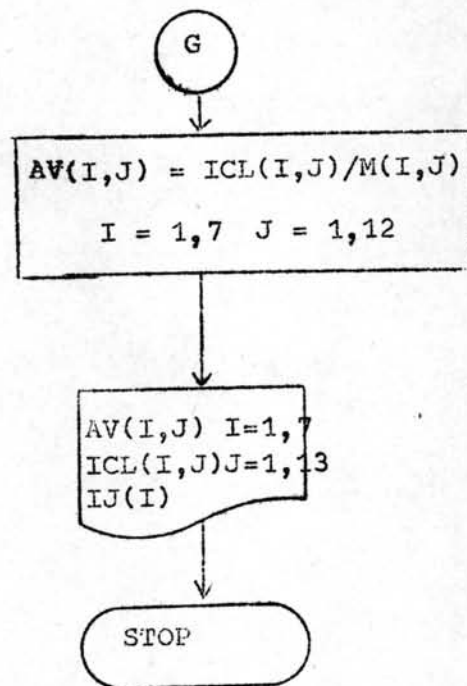 G
AV(I,J) = ICL(I,J)/M(I,J)
I = 1,7 J = 1,12
AV(I,J) I=1,7
ICL(I,J)J=1,13
IJ(I)
STOP